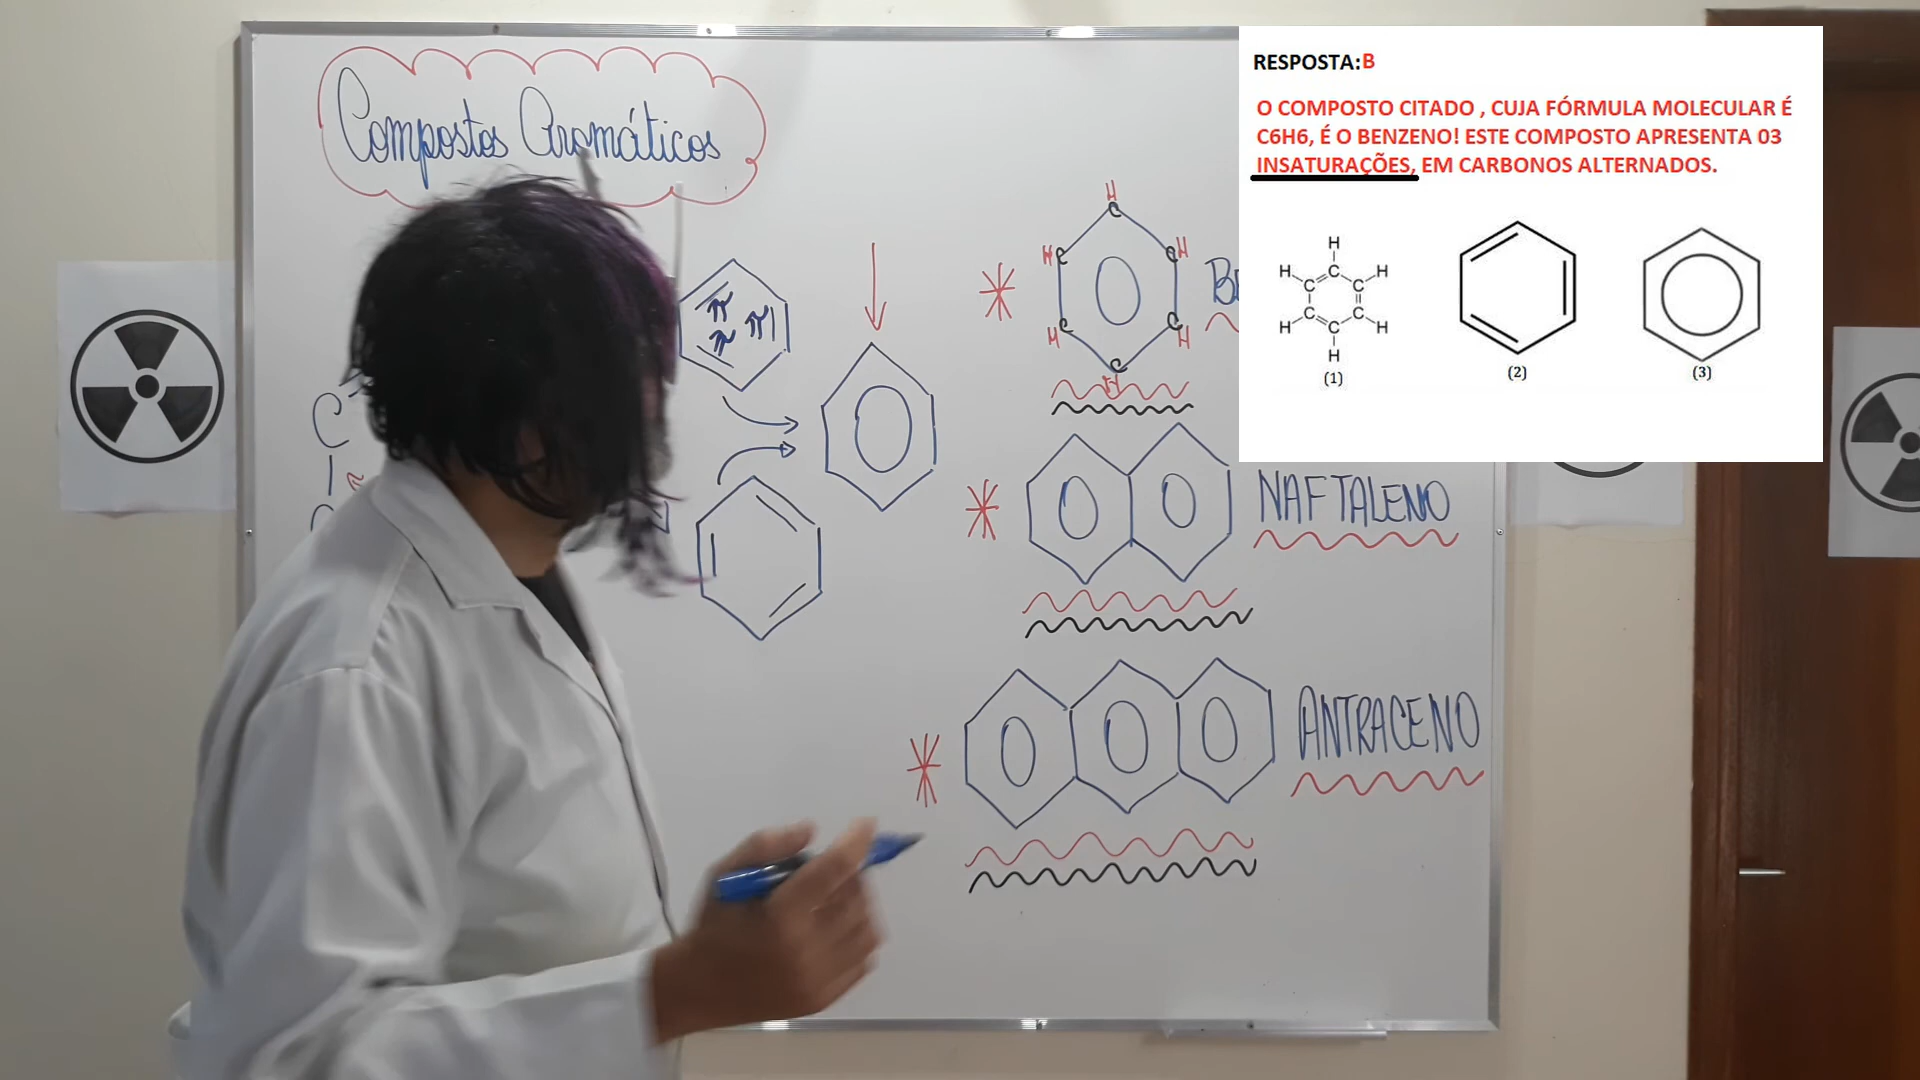 Compostos Aromáticos
RESPOSTA:B
O COMPOSTO CITADO , CUJA FÓRMULA MOLECULAR É
C6H6, É O BENZENO! ESTE COMPOSTO APRESENTA 03
INSATURAÇÕES, EM CARBONOS ALTERNADOS.
H
H C H
C C
C C
H C H
H
(1)
(2)
(3)
H
C
H C C H
H C C H
C
H
π
π π
C
π
NAFTALENO
ANTRACENO